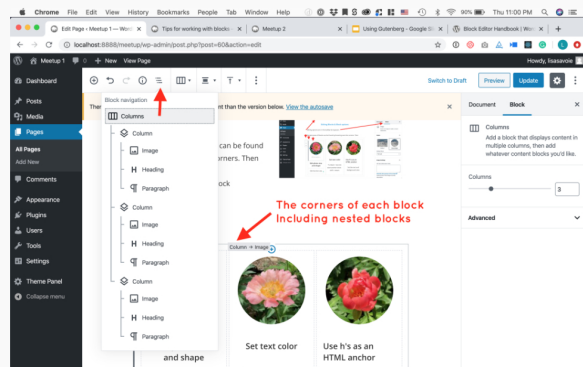 Chrome File Edit View History Bookmarks People Tab Window Help
90% Thu 11:00 PM
Edit Page ‹ Meetup 1 — Wor
Tips for working with blocks -
Meetup 2
Using Gutenberg - Google Sli
Block Editor Handbook | Wor
localhost:8888/meetup/wp-admin/post.php?post=60&action=edit
Meetup 1 0 New View Page
Howdy, lisasavoie
Dashboard
Posts
Media
Pages
All Pages
Add New
Comments
Appearance
Plugins
Users
Tools
Settings
Theme Panel
Collapse menu
Switch to Draft Preview Update
nt than the version below. View the autosave
Block navigation
Columns
Column
Image
Heading
Paragraph
Column
Image
Heading
Paragraph
Column
Image
Heading
Paragraph
can be found
orners. Then
ock
The corners of each block
Including nested blocks
Column → Image
and shape
Set text color
Use h's as an
HTML anchor
Document Block
Columns
Add a block that displays content in
multiple columns, then add
whatever content blocks you'd like.
Columns
3
Advanced